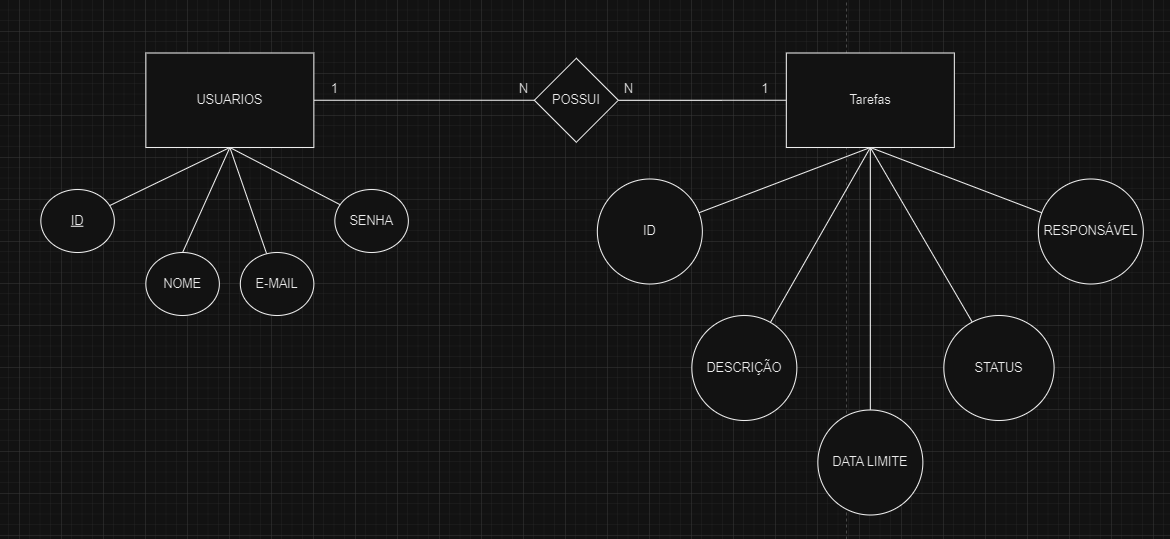 USUARIOS
1
N
POSSUI
N
1
Tarefas
ID
NOME
E-MAIL
SENHA
ID
DESCRIÇÃO
DATA LIMITE
STATUS
RESPONSÁVEL